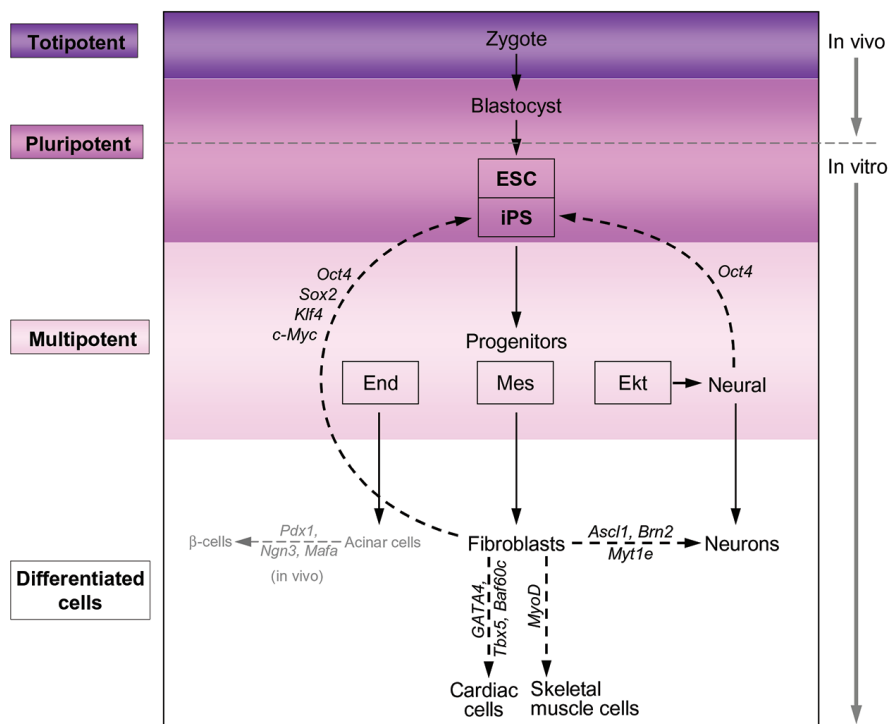 Totipotent
Zygote
In vivo
Blastocyst
Pluripotent
In vitro
ESC
iPS
Oct4
Sox2
Klf4
c-Myc
Oct4
Multipotent
Progenitors
End
Mes
Ekt
Neural
β-cells
Pdx1,
Ngn3, Mafa
(in vivo)
Acinar cells
Fibroblasts
Ascl1, Brn2
Myt1e
Neurons
Differentiated
cells
GATA4,
Tbx5, Baf60c
MyoD
Cardiac
cells
Skeletal
muscle cells